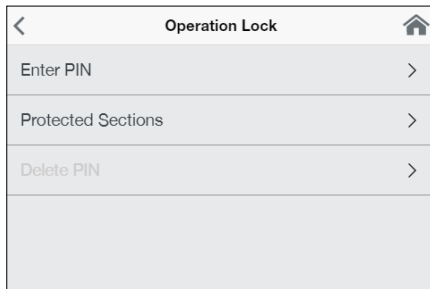 Operation Lock
Enter PIN
Protected Sections
Delete PIN